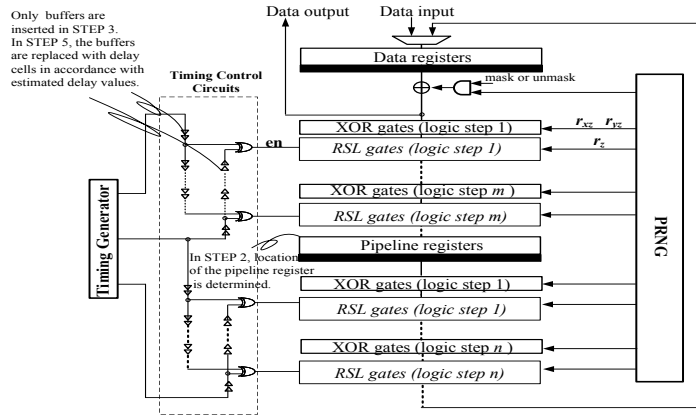 Only buffers are
inserted in STEP 3.
In STEP 5, the buffers
are replaced with delay
cells in accordance with
estimated delay values.
Data output
Data input
Data registers
Timing Control
Circuits
mask or unmask
XOR gates (logic step 1)
r_xz r_yz
en
RSL gates (logic step 1)
r_z
XOR gates (logic step m )
RSL gates (logic step m)
Timing Generator
PRNG
In STEP 2, location
of the pipeline register
is determined.
Pipeline registers
XOR gates (logic step 1)
RSL gates (logic step 1)
XOR gates (logic step n )
RSL gates (logic step n)